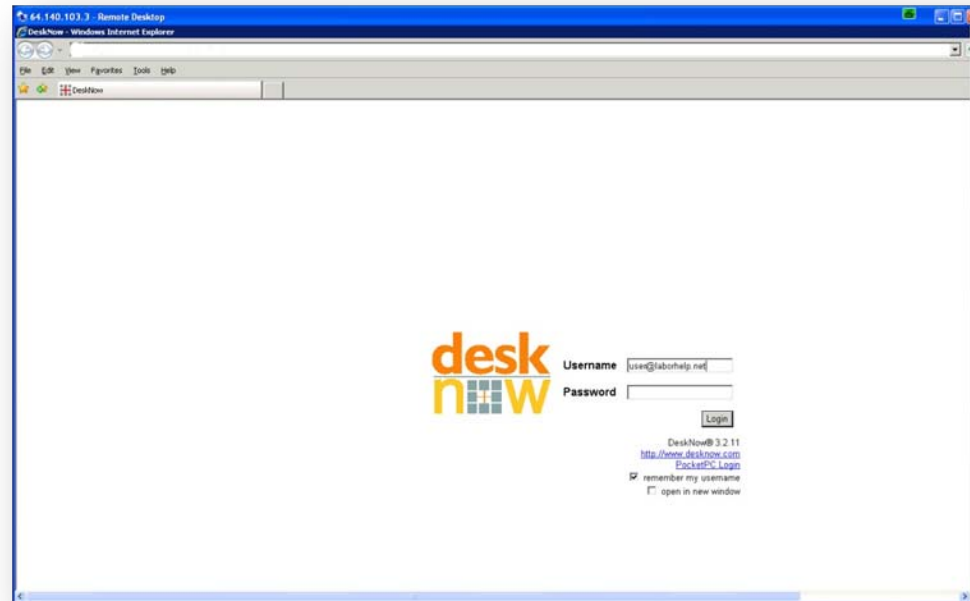 64.140.103.3 - Remote Desktop
DeskNow - Windows Internet Explorer
File Edit View Favorites Tools Help
DeskNow
desk
now
Username user@laborhelp.net
Password
Login
DeskNow® 3.2.11
http://www.desknow.com
PocketPC Login
remember my username
open in new window